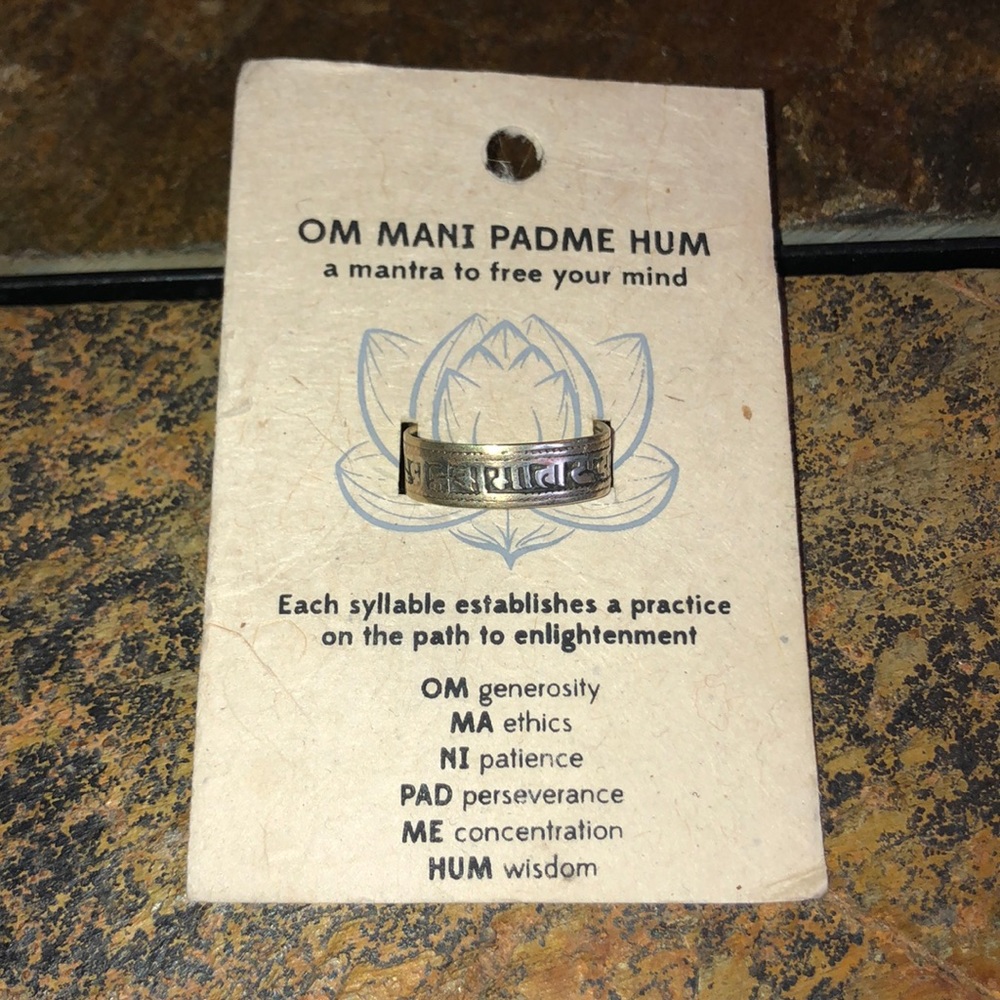 OM MANI PADME HUM
a mantra to free your mind
Each syllable establishes a practice
on the path to enlightenment
OM generosity
MA ethics
NI patience
PAD perseverance
ME concentration
HUM wisdom